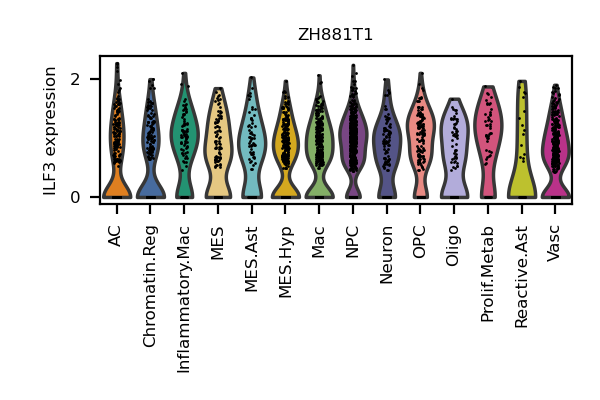 ZH881T1
ILF3 expression
2
0
AC
Chromatin.Reg
Inflammatory.Mac
MES
MES.Ast
MES.Hyp
Mac
NPC
Neuron
OPC
Oligo
Prolif.Metab
Reactive.Ast
Vasc